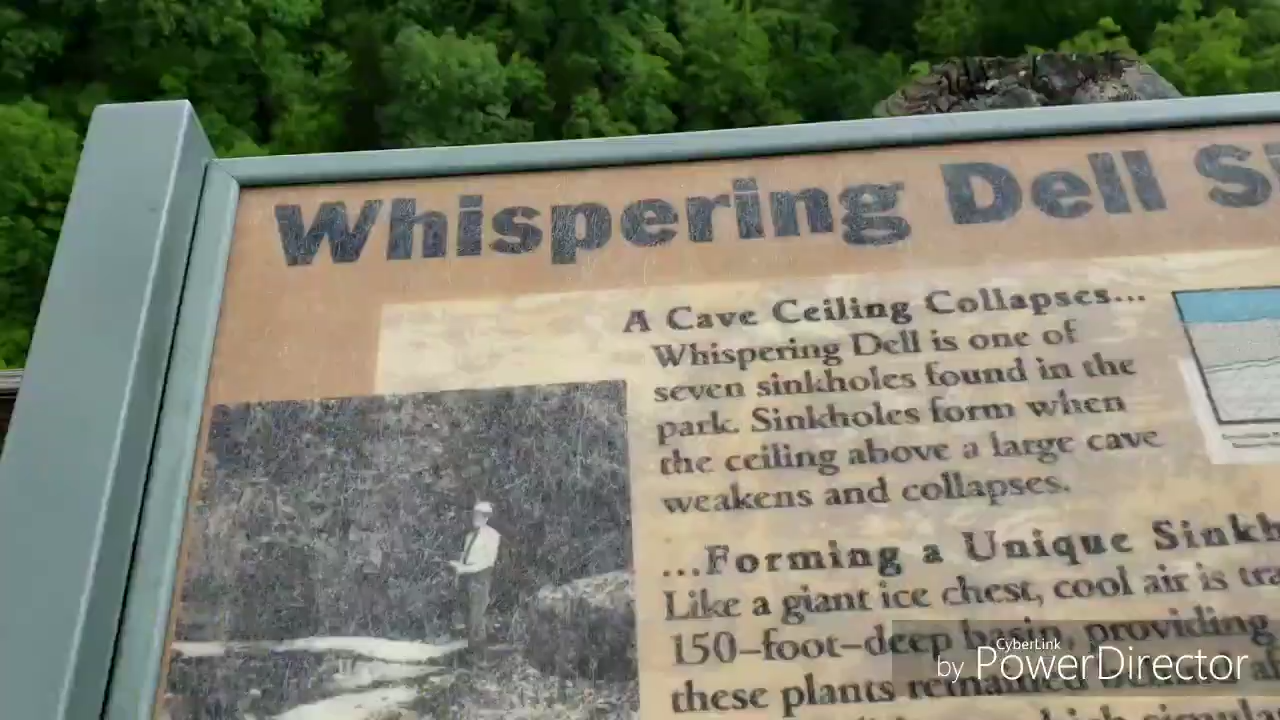 Whispering Dell
A Cave Ceiling Collapses...
Whispering Dell is one of
seven sinkholes found in the
park. Sinkholes form when
the ceiling above a large cave
weakens and collapses.
...Forming a Unique
Like a giant ice chest, cool air is
150-foot-deep basin, providing
these plants remained
CyberLink
by PowerDirector